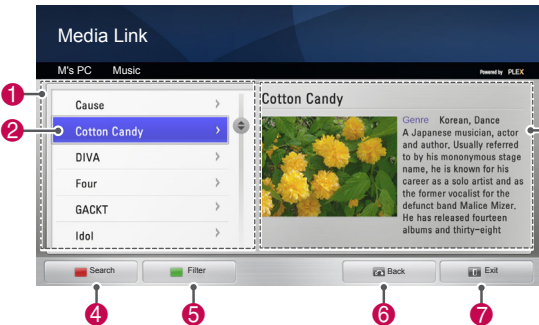 Media Link
M's PC Music
Powered by PLEX
1
Cause
2
Cotton Candy
DIVA
Four
GACKT
Idol
Cotton Candy
Genre Korean, Dance
A Japanese musician, actor
and author. Usually referred
to by his mononymous stage
name, he is known for his
career as a solo artist and as
the former vocalist for the
defunct band Malice Mizer.
He has released fourteen
albums and thirty-eight
Search
Filter
Back
Exit
4
5
6
7